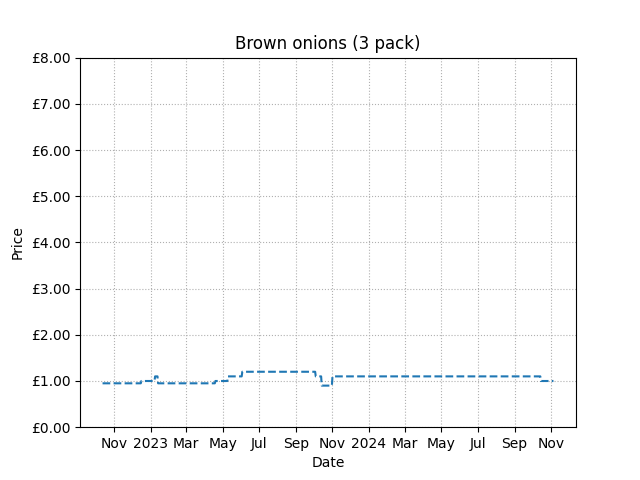 Brown onions (3 pack)
£8.00
£7.00
£6.00
£5.00
£4.00
£3.00
£2.00
£1.00
£0.00
Price
Nov 2023 Mar May Jul Sep Nov 2024 Mar May Jul Sep Nov
Date